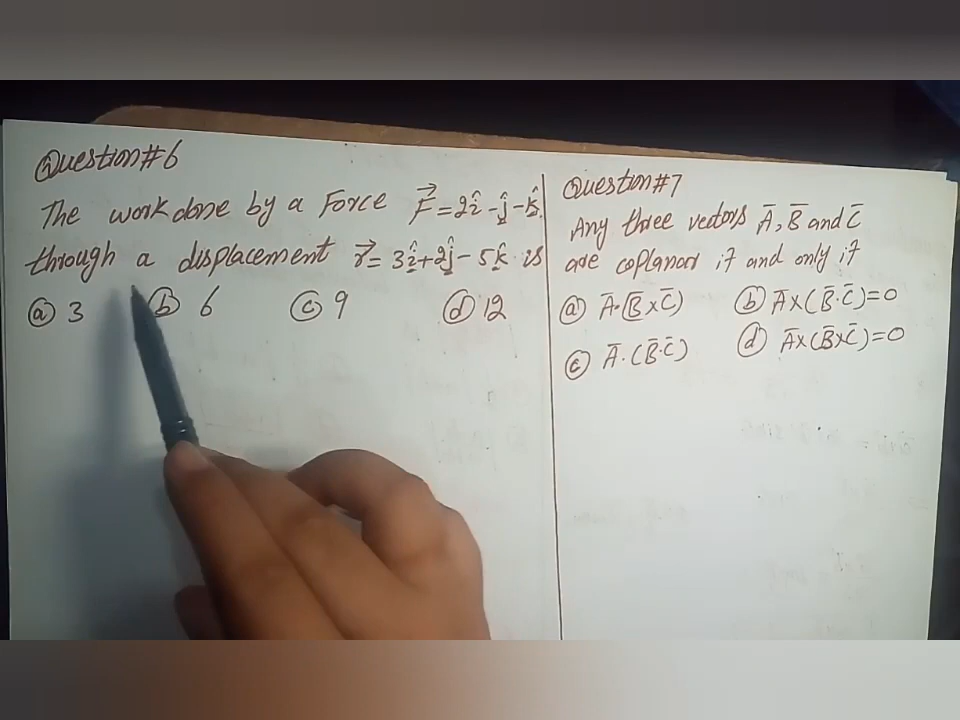 Question#6
The work done by a Force F⃗ = 2î - ĵ - k̂.
through a displacement r⃗ = 3î + 2ĵ - 5k̂ is
(a) 3 (b) 6 (c) 9 (d) 12
Question#7
Any three vectors A̅, B̅ and C̅
are coplanar if and only if
(a) A̅·(B̅×C̅) (b) A̅×(B̅·C̅)=0
(c) A̅·(B̅·C̅) (d) A̅×(B̅×C̅)=0